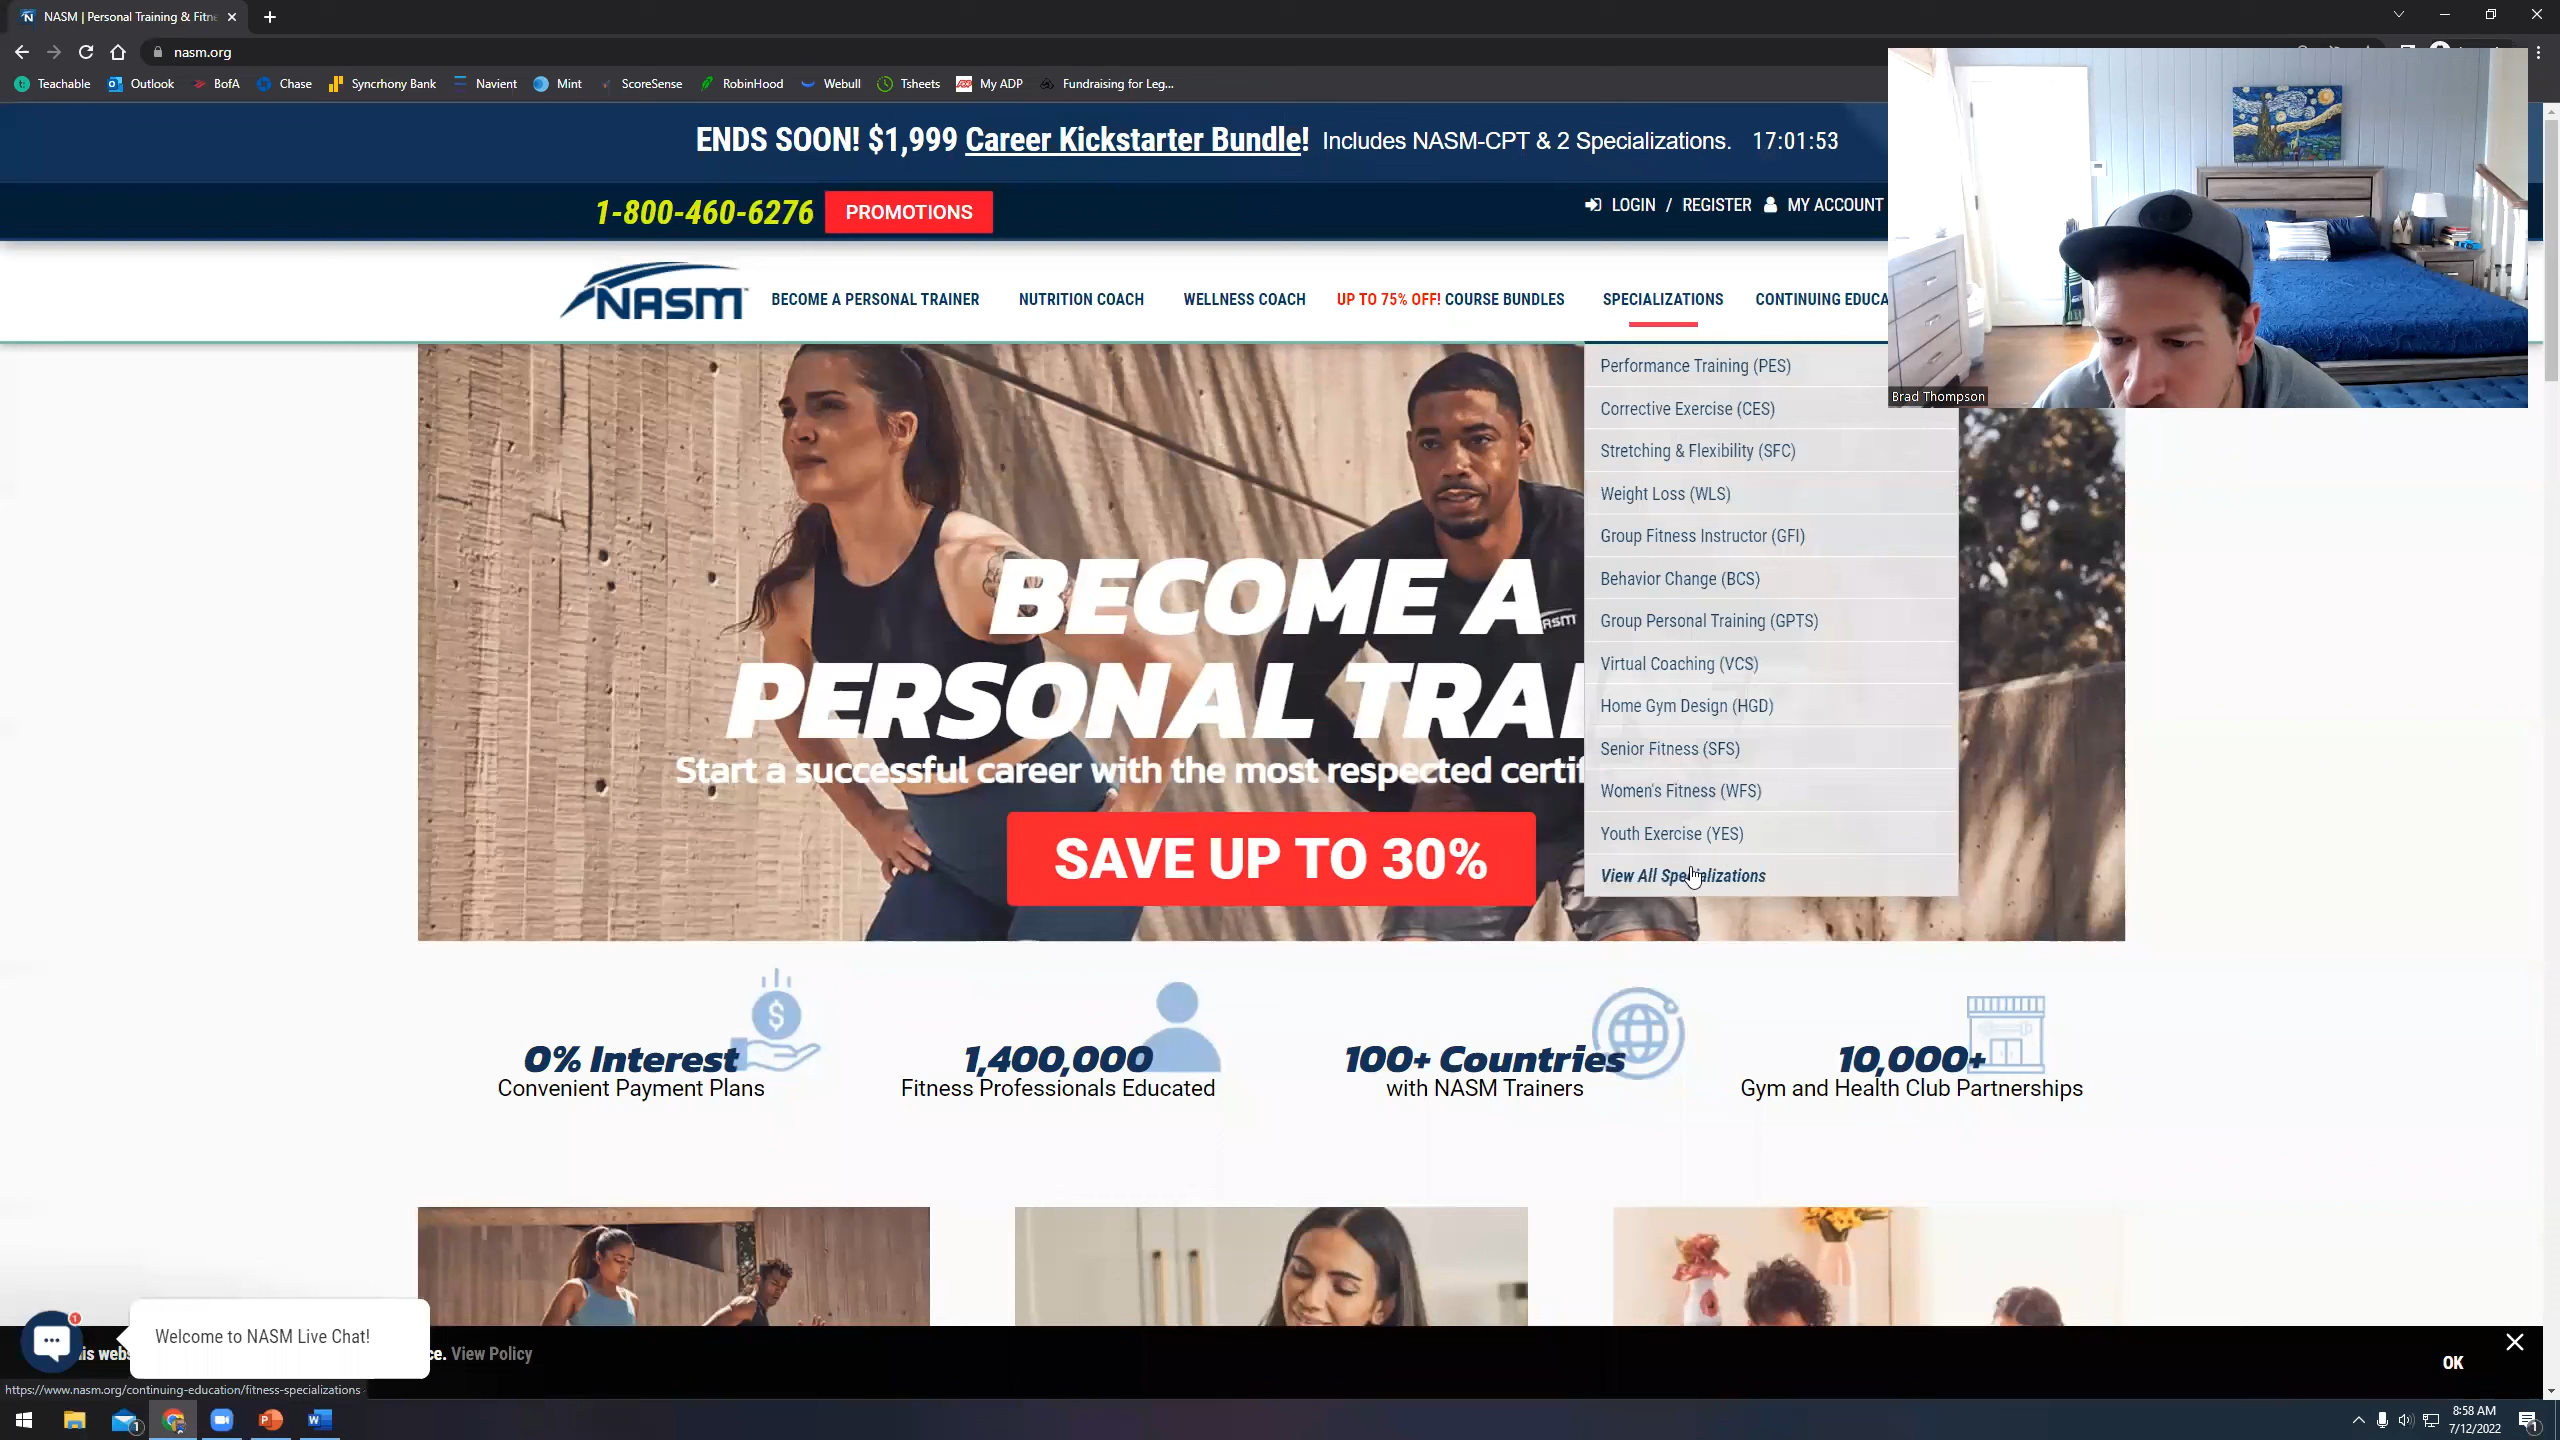 NASM | Personal Training & Fitne
nasm.org
Teachable
Outlook
BofA
Chase
Syncrhony Bank
Navient
Mint
ScoreSense
RobinHood
Webull
Tsheets
My ADP
Fundraising for Leg...
ENDS SOON! $1,999 Career Kickstarter Bundle! Includes NASM-CPT & 2 Specializations. 17:01:53
1-800-460-6276
PROMOTIONS
LOGIN / REGISTER
MY ACCOUNT
NASM
BECOME A PERSONAL TRAINER
NUTRITION COACH
WELLNESS COACH
UP TO 75% OFF! COURSE BUNDLES
SPECIALIZATIONS
CONTINUING EDUCA
Brad Thompson
Performance Training (PES)
Corrective Exercise (CES)
Stretching & Flexibility (SFC)
Weight Loss (WLS)
Group Fitness Instructor (GFI)
Behavior Change (BCS)
Group Personal Training (GPTS)
Virtual Coaching (VCS)
Home Gym Design (HGD)
Senior Fitness (SFS)
Women's Fitness (WFS)
Youth Exercise (YES)
View All Specializations
BECOME A
PERSONAL TRAI
Start a successful career with the most respected certif
SAVE UP TO 30%
0% Interest
Convenient Payment Plans
1,400,000
Fitness Professionals Educated
100+ Countries
with NASM Trainers
10,000+
Gym and Health Club Partnerships
Welcome to NASM Live Chat!
1
is webs
ce. View Policy
OK
https://www.nasm.org/continuing-education/fitness-specializations
8:58 AM
7/12/2022